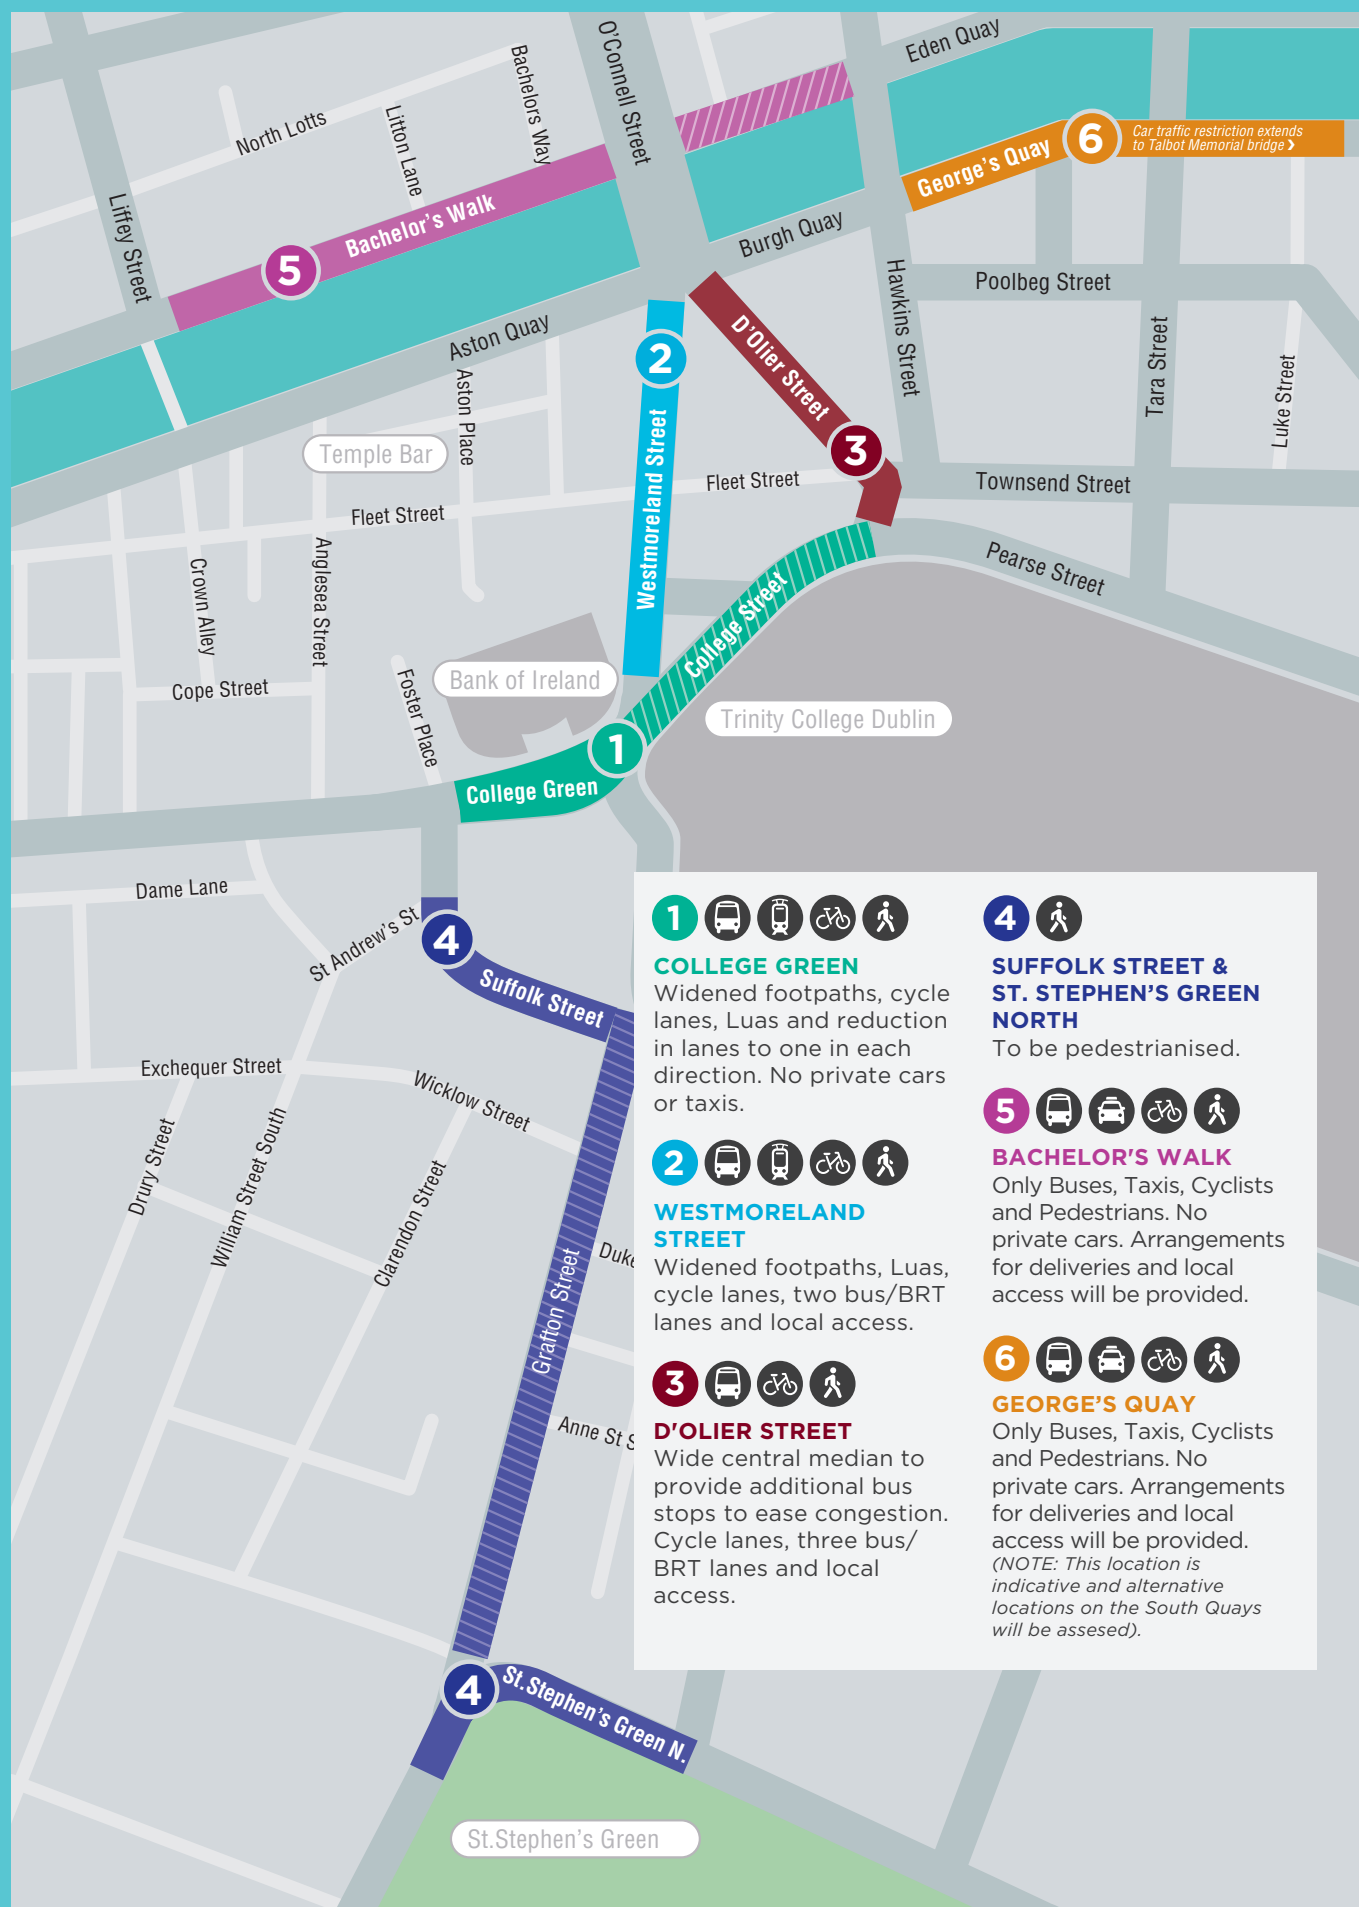 O'Connell Street
Eden Quay
Bachelors Way
North Lotts
Litton Lane
Liffey Street
Bachelor's Walk
5
George's Quay
6
Car traffic restriction extends
to Talbot Memorial bridge ›
Burgh Quay
Aston Quay
Hawkins Street
Poolbeg Street
Tara Street
Luke Street
2
D'Olier Street
3
Aston Place
Temple Bar
Westmoreland Street
Fleet Street
Fleet Street
Townsend Street
Pearse Street
Crown Alley
Anglesea Street
College Street
Cope Street
Foster Place
Bank of Ireland
Trinity College Dublin
1
College Green
Dame Lane
St Andrew's St
4
Suffolk Street
Exchequer Street
Wicklow Street
Drury Street
William Street South
Clarendon Street
Grafton Street
Duke
Anne St S
4
St.Stephen's Green N.
St.Stephen's Green
1
COLLEGE GREEN
Widened footpaths, cycle
lanes, Luas and reduction
in lanes to one in each
direction. No private cars
or taxis.
2
WESTMORELAND
STREET
Widened footpaths, Luas,
cycle lanes, two bus/BRT
lanes and local access.
3
D'OLIER STREET
Wide central median to
provide additional bus
stops to ease congestion.
Cycle lanes, three bus/
BRT lanes and local
access.
4
SUFFOLK STREET &
ST. STEPHEN'S GREEN
NORTH
To be pedestrianised.
5
BACHELOR'S WALK
Only Buses, Taxis, Cyclists
and Pedestrians. No
private cars. Arrangements
for deliveries and local
access will be provided.
6
GEORGE'S QUAY
Only Buses, Taxis, Cyclists
and Pedestrians. No
private cars. Arrangements
for deliveries and local
access will be provided.
(NOTE: This location is
indicative and alternative
locations on the South Quays
will be assesed).